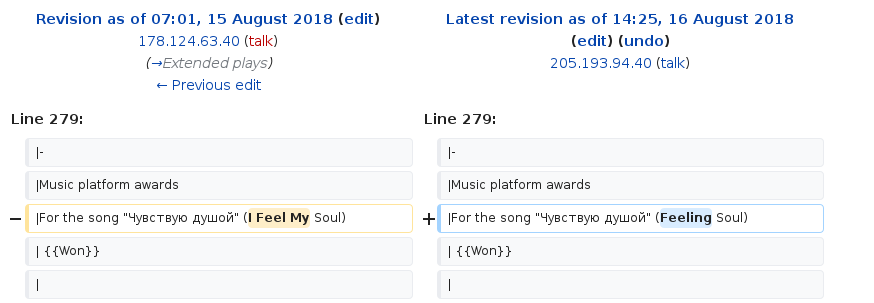 Revision as of 07:01, 15 August 2018 (edit)
178.124.63.40 (talk)
(→Extended plays)
← Previous edit
Latest revision as of 14:25, 16 August 2018
(edit) (undo)
205.193.94.40 (talk)
Line 279:
Line 279:
|-
|-
|Music platform awards
|Music platform awards
− |For the song "Чувствую душой" (I Feel My Soul)
+ |For the song "Чувствую душой" (Feeling Soul)
| {{Won}}
| {{Won}}
|
|